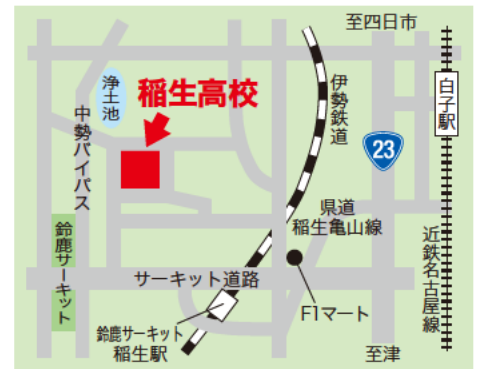 至四日市
浄土池
稲生高校
中勢バイパス
伊勢鉄道
白子駅
23
鈴鹿サーキット
県道
稲生亀山線
近鉄名古屋線
サーキット道路
F1マート
鈴鹿サーキット
稲生駅
至津